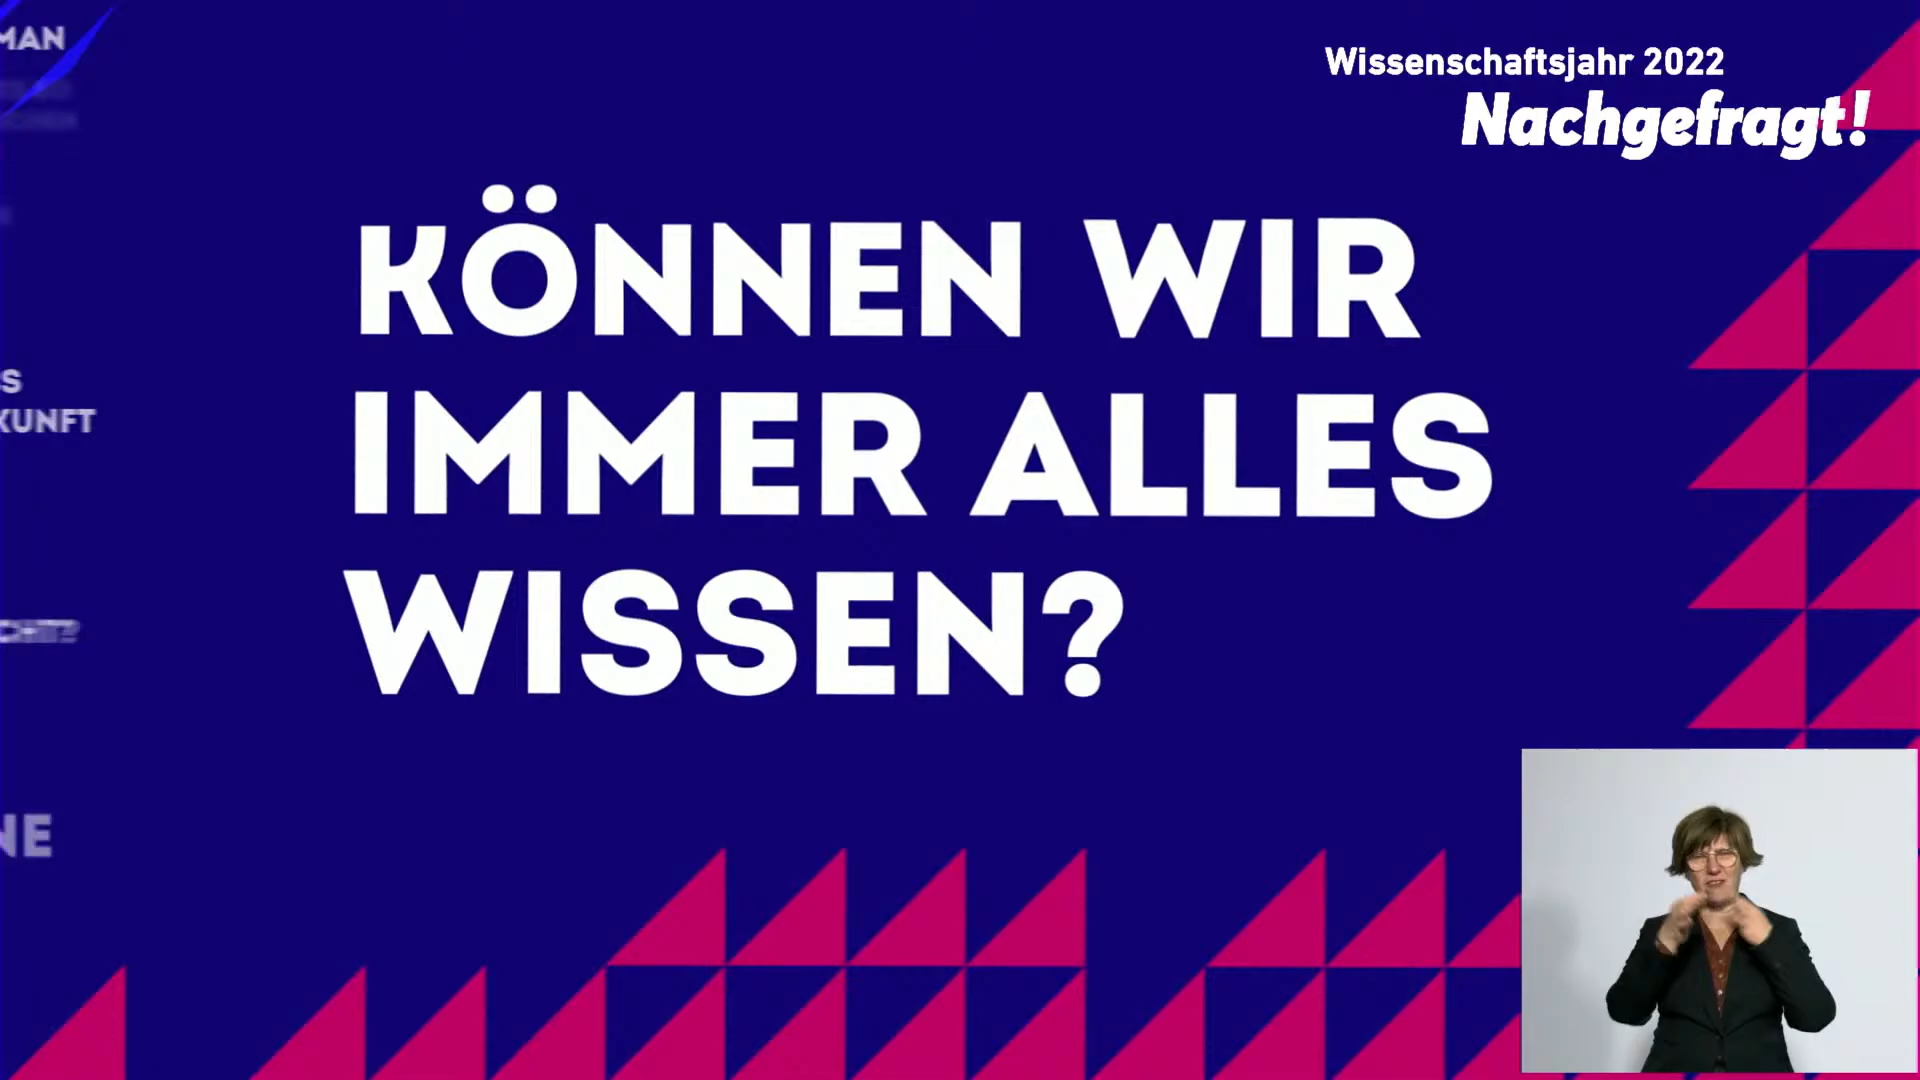 Wissenschaftsjahr 2022
Nachgefragt!
KÖNNEN WIR
IMMER ALLES
WISSEN?